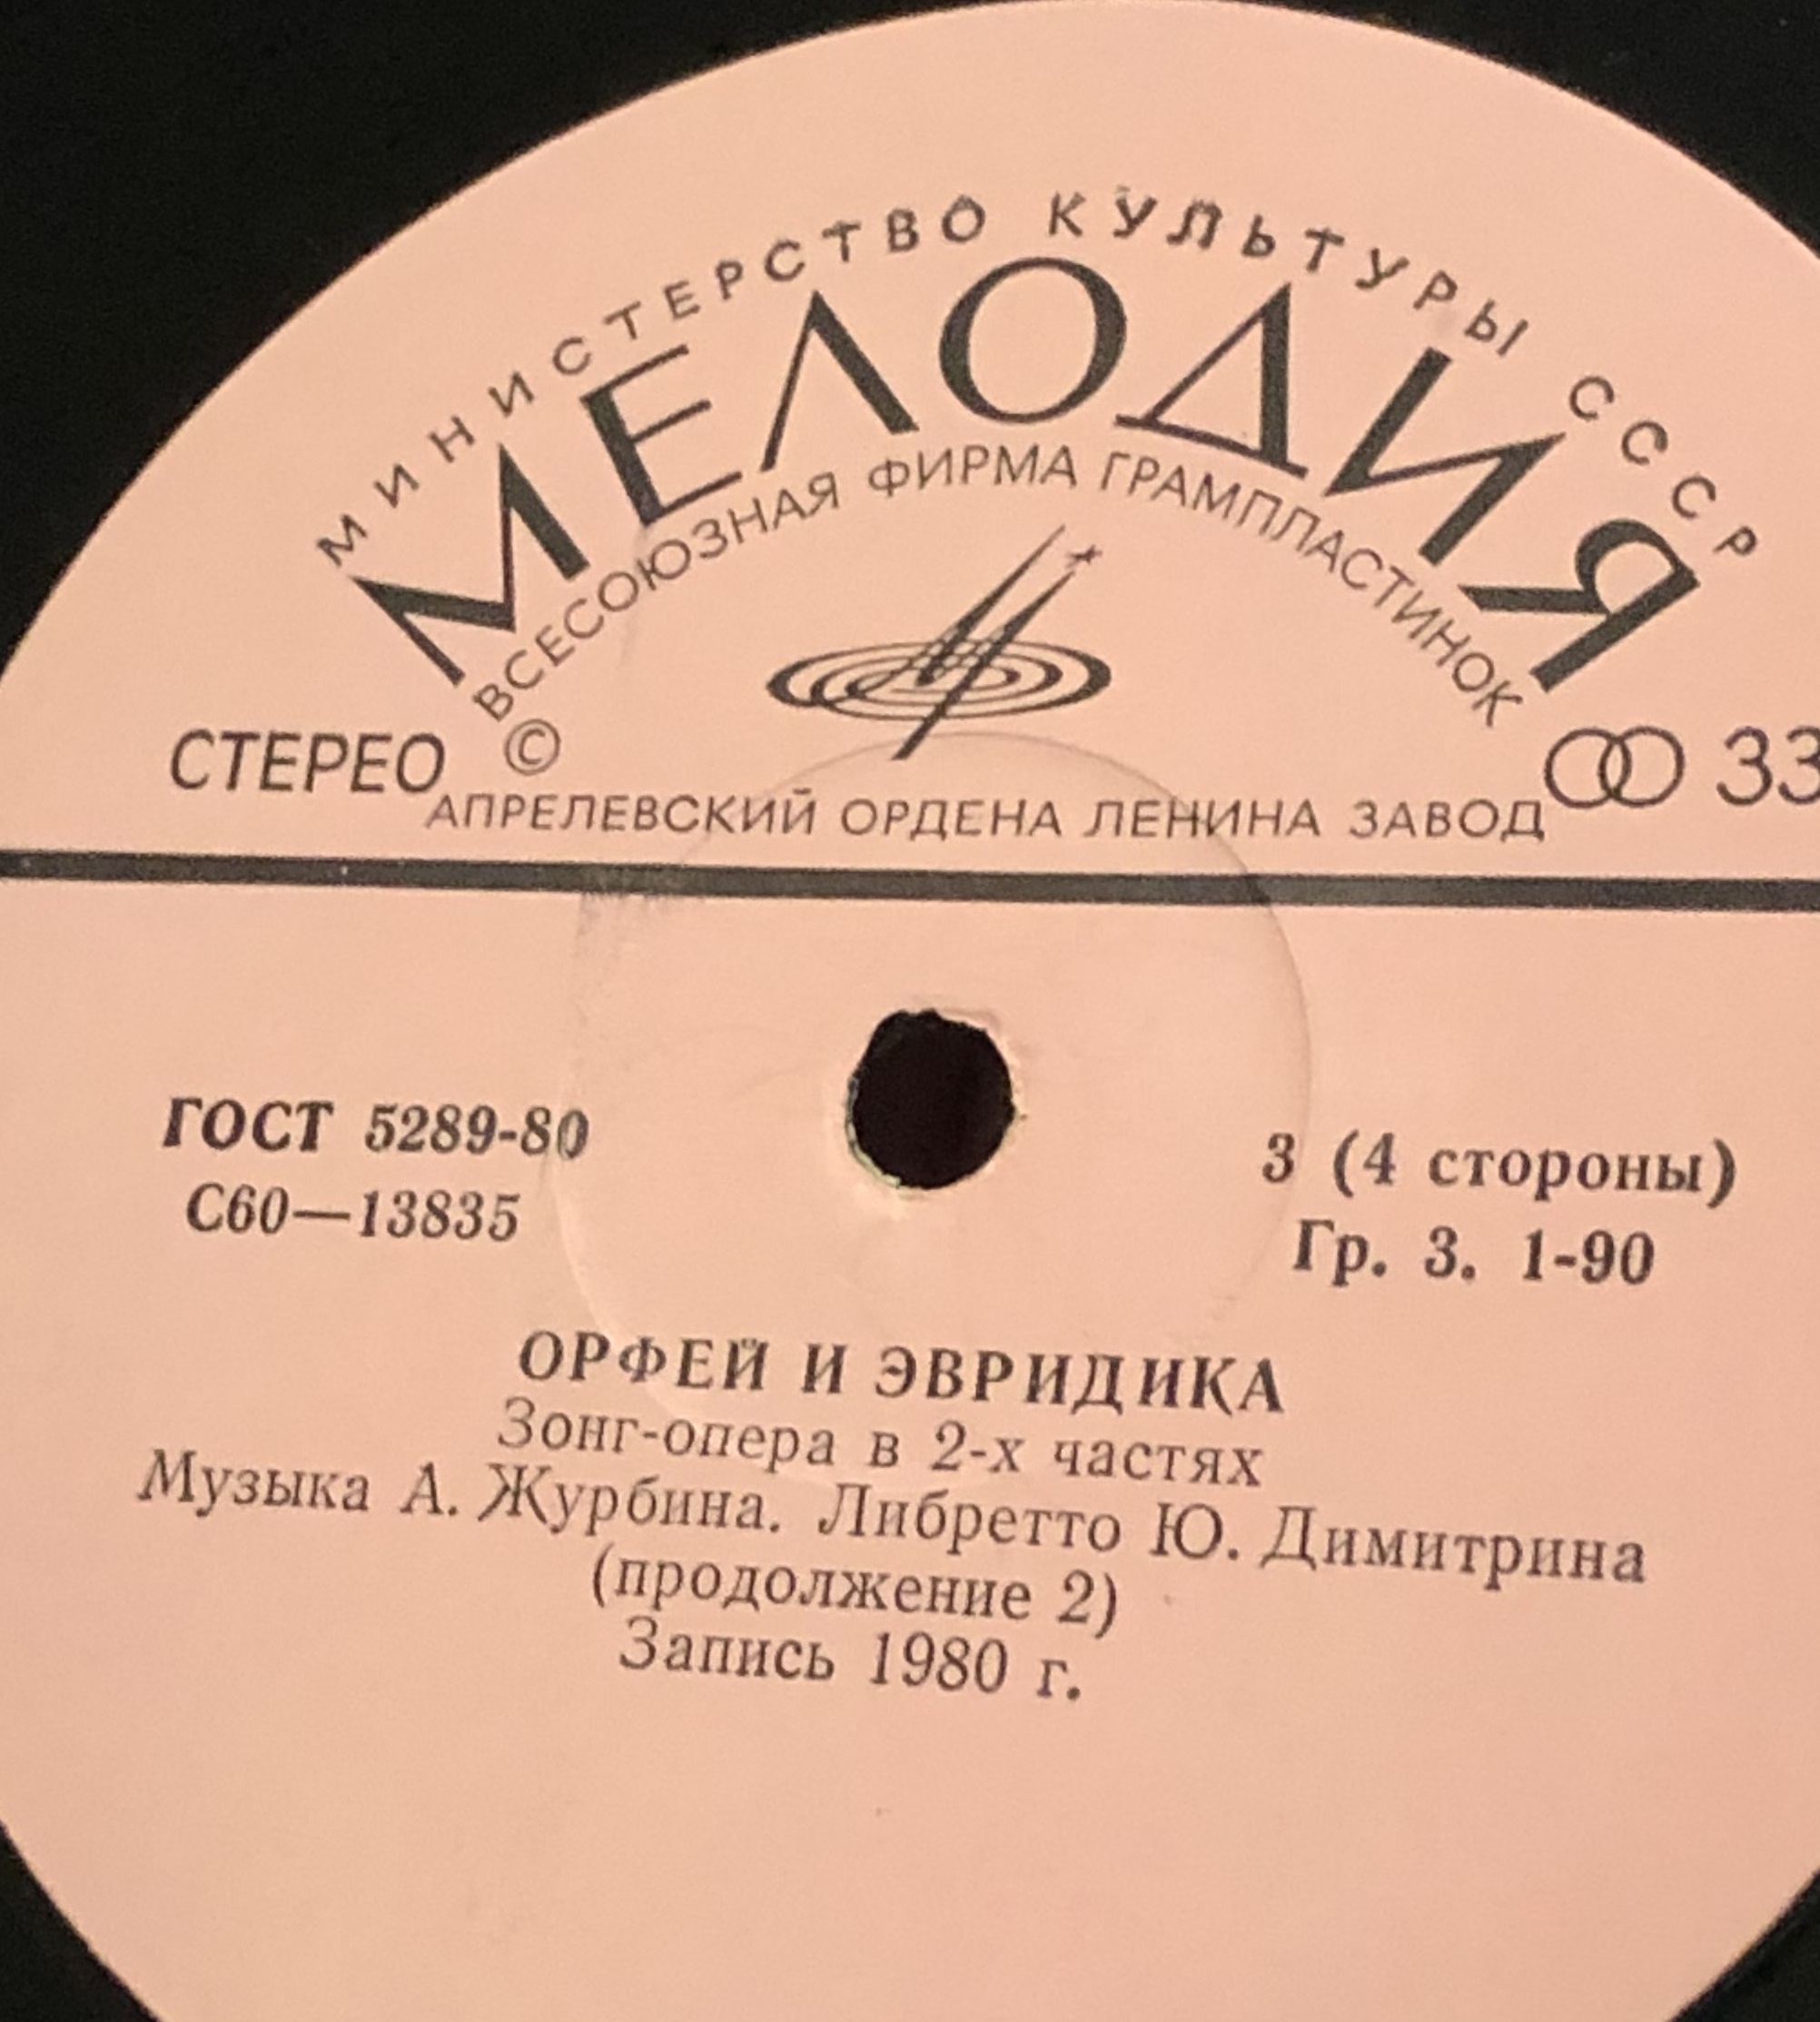 МИНИСТЕРСТВО КУЛЬТУРЫ СССР
МЕЛОДИЯ
ВСЕСОЮЗНАЯ ФИРМА ГРАМПЛАСТИНОК
СТЕРЕО © 33
АПРЕЛЕВСКИЙ ОРДЕНА ЛЕНИНА ЗАВОД
ГОСТ 5289-80
С60—13835
3 (4 стороны)
Гр. 3. 1-90
ОРФЕЙ И ЭВРИДИКА
Зонг-опера в 2-х частях
Музыка А. Журбина. Либретто Ю. Димитрина
(продолжение 2)
Запись 1980 г.